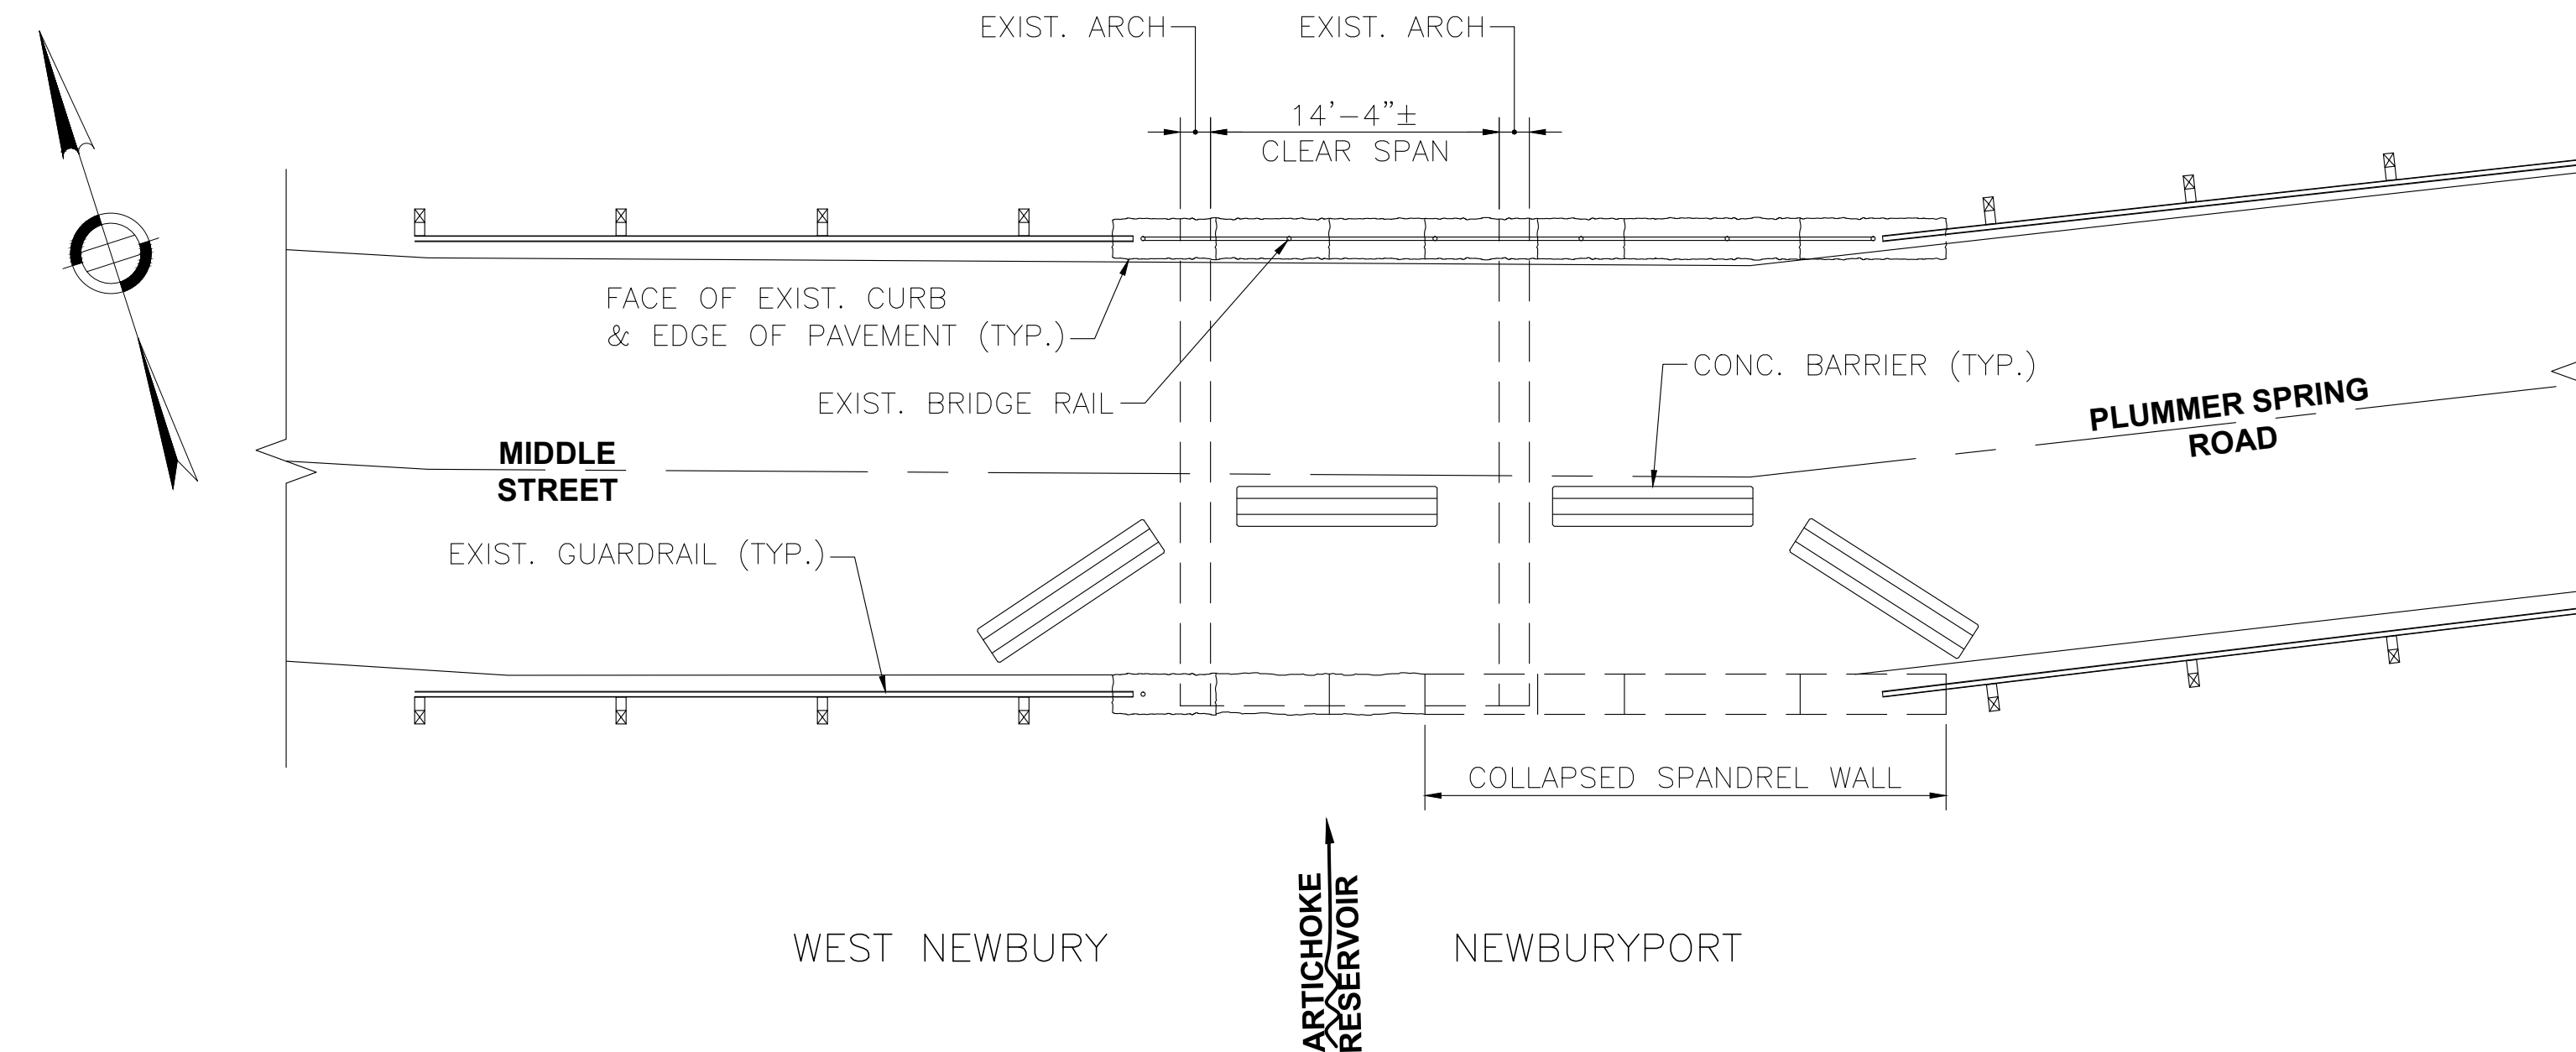 EXIST. ARCH
EXIST. ARCH
14'-4"±
CLEAR SPAN
FACE OF EXIST. CURB
& EDGE OF PAVEMENT (TYP.)
CONC. BARRIER (TYP.)
EXIST. BRIDGE RAIL
PLUMMER SPRING
ROAD
MIDDLE
STREET
EXIST. GUARDRAIL (TYP.)
COLLAPSED SPANDREL WALL
WEST NEWBURY
ARTICHOKE
RESERVOIR
NEWBURYPORT